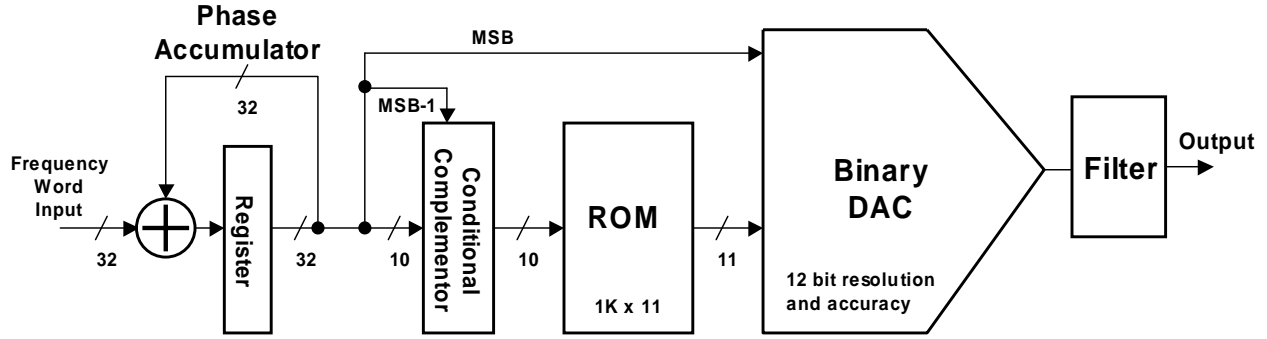 Phase
Accumulator
32
MSB
MSB-1
Frequency
Word
Input
32
Register
32
10
Conditional
Complementor
10
ROM
1K x 11
11
Binary
DAC
12 bit resolution
and accuracy
Filter
Output